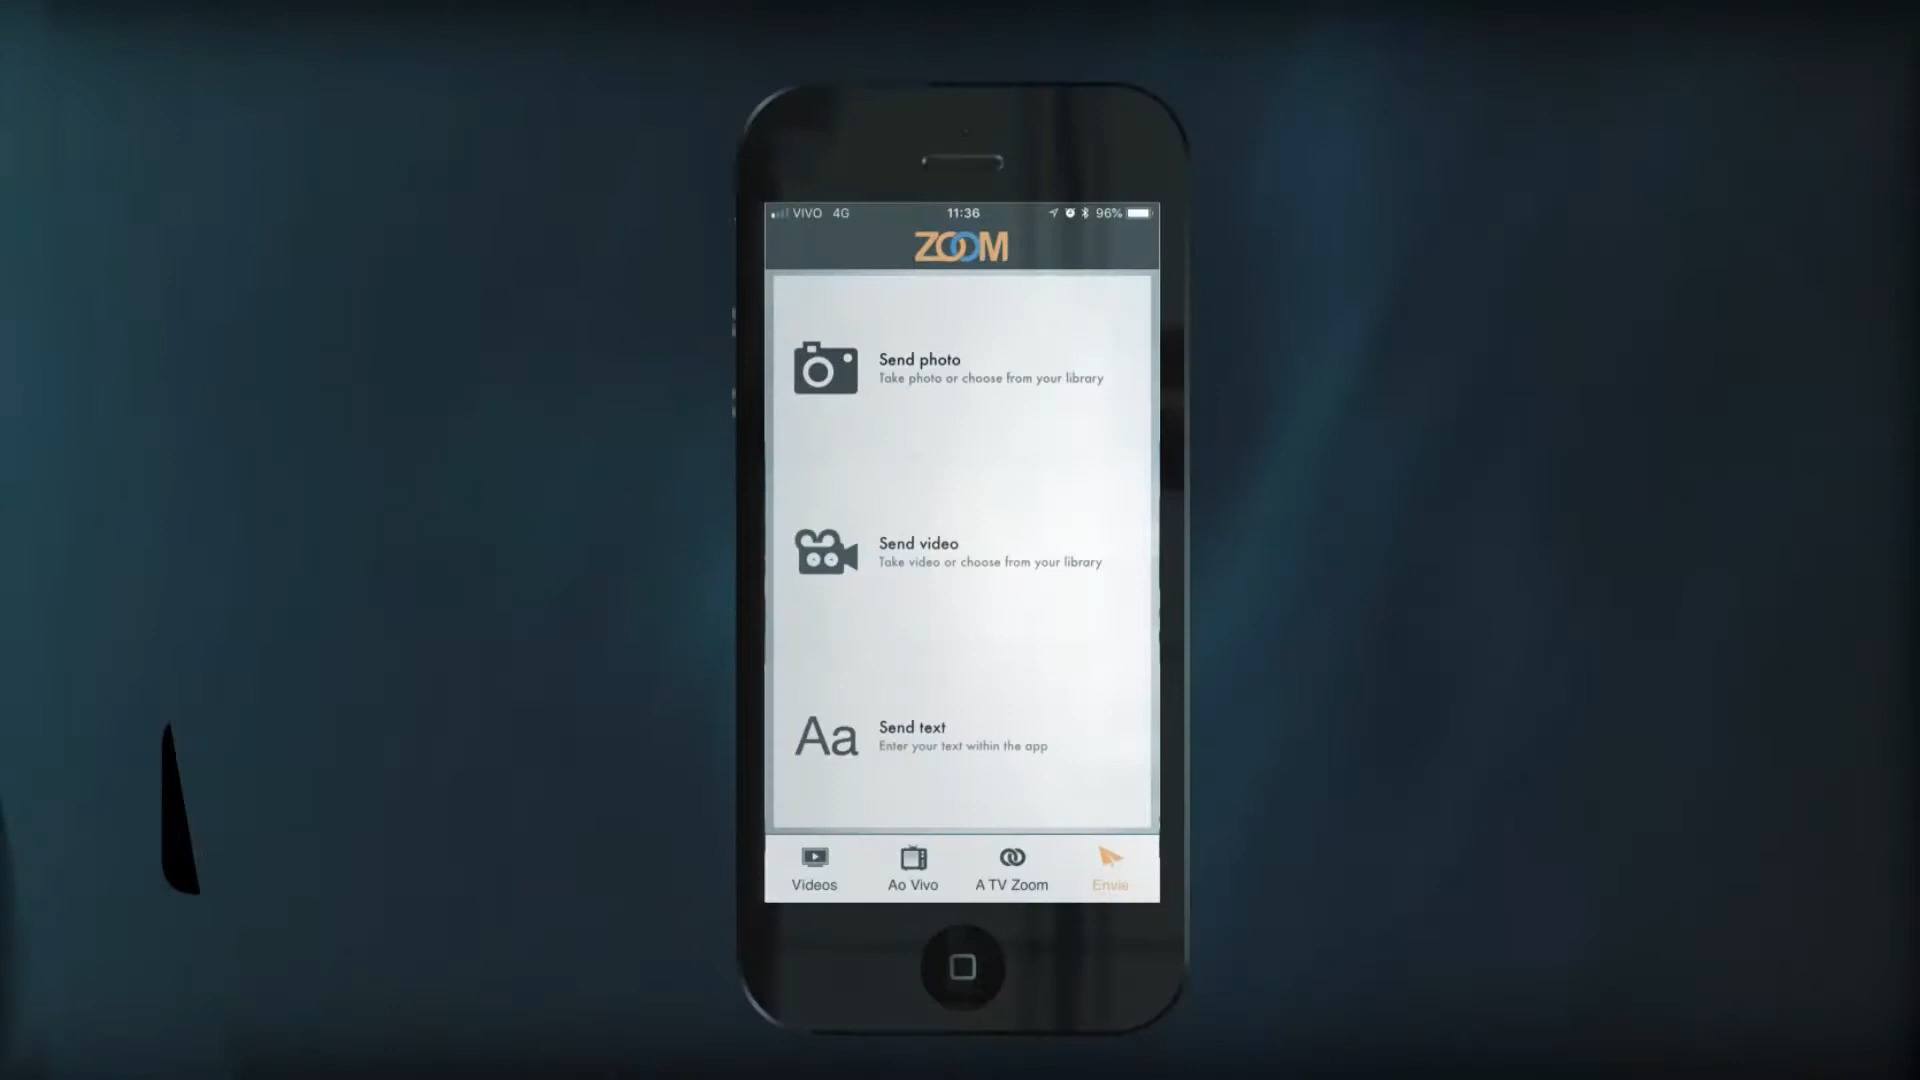 VIVO 4G 11:36 96%
ZOOM
Send photo
Take photo or choose from your library
Send video
Take video or choose from your library
Aa
Send text
Enter your text within the app
Videos Ao Vivo A TV Zoom Envie